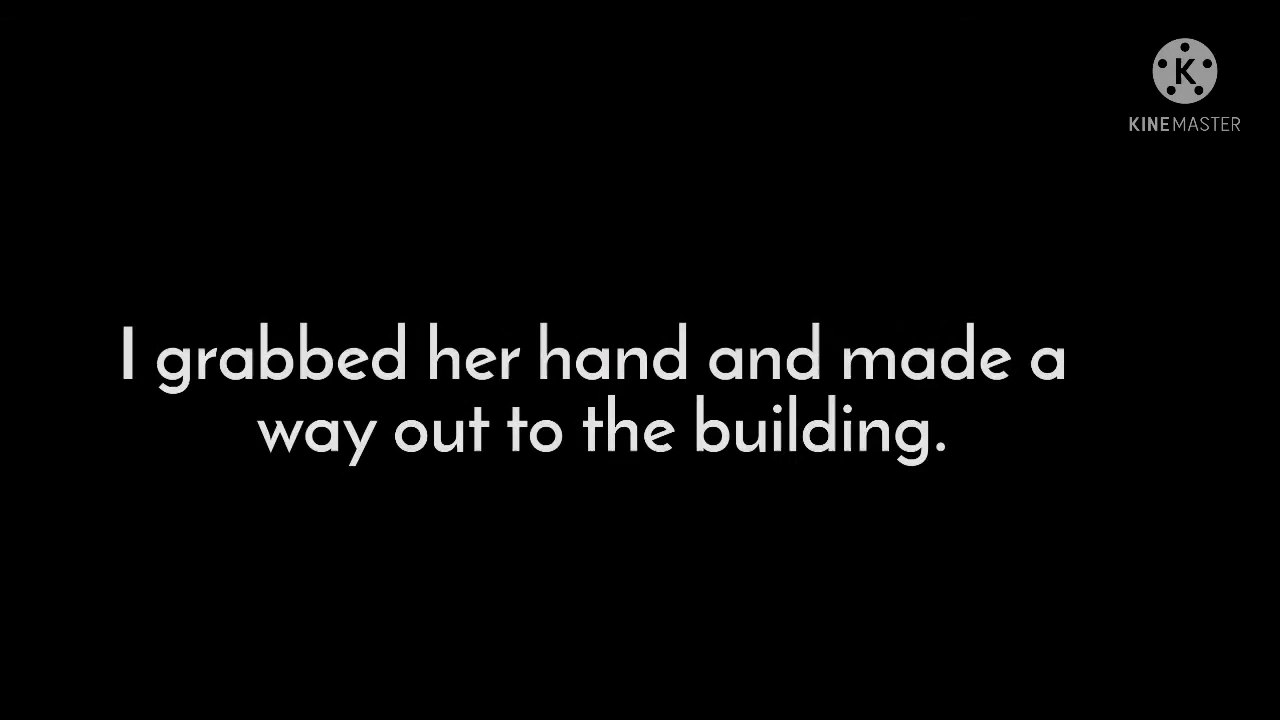 K
KINEMASTER
I grabbed her hand and made a
way out to the building.